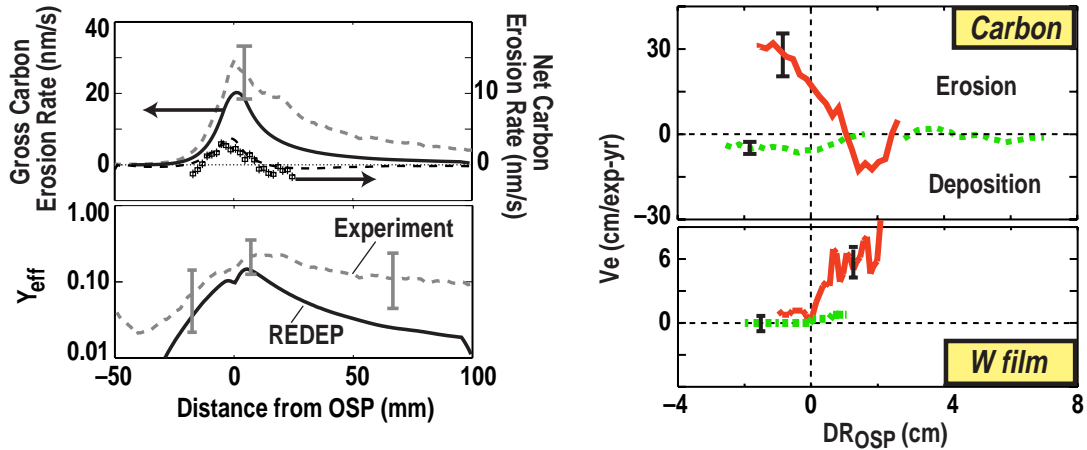 Gross Carbon
Erosion Rate (nm/s)
40
20
0
10
0
Net Carbon
Erosion Rate (nm/s)
Yeff
1.00
0.10
0.01
Experiment
REDEP
−50
0
50
100
Distance from OSP (mm)
Ve (cm/exp-yr)
30
0
−30
Carbon
Erosion
Deposition
6
0
W film
−4
0
4
8
DROSP (cm)